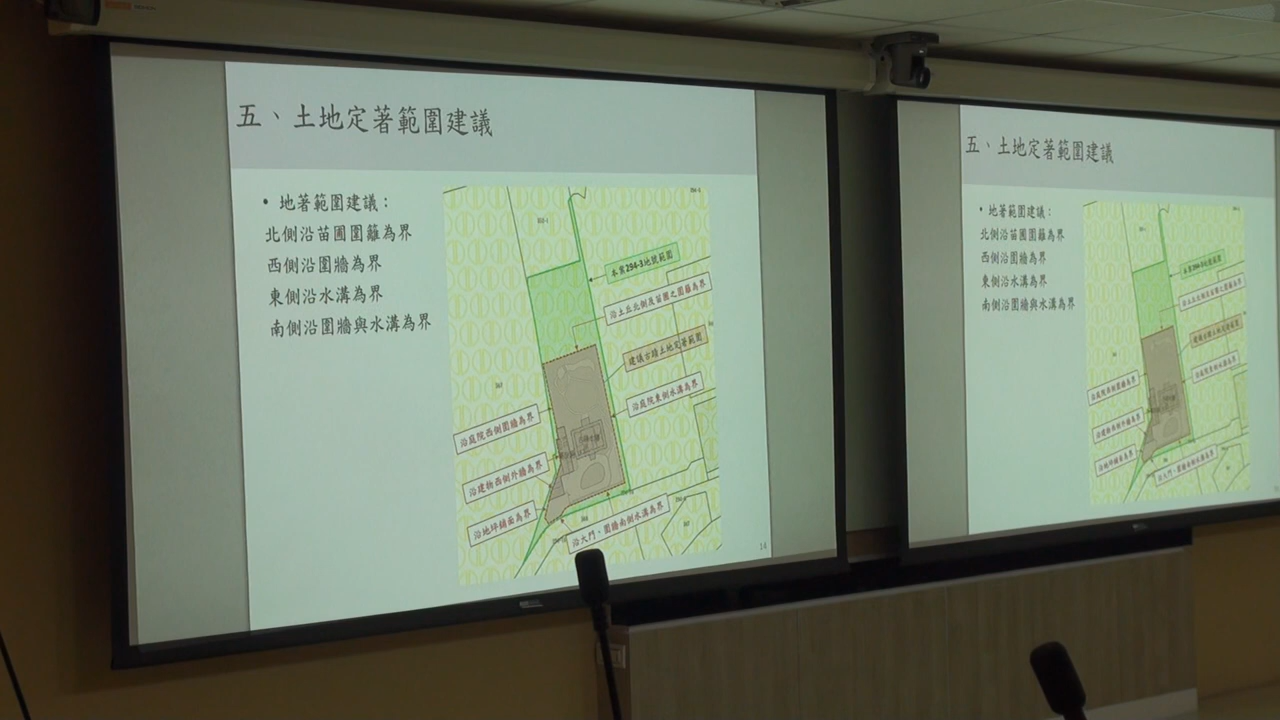 五、土地定著範圍建議
• 地著範圍建議：
北側沿苗圃圍籬為界
西側沿圍牆為界
東側沿水溝為界
南側沿圍牆與水溝為界
本案294-3地號範圍
沿土丘北側及苗圃之圍籬為界
建議古蹟土地定著範圍
沿庭院東側水溝為界
沿庭院西側圍牆為界
沿建物西側外牆為界
沿地坪鋪面為界
沿大門、圍牆南側水溝為界
14
五、土地定著範圍建議
• 地著範圍建議：
北側沿苗圃圍籬為界
西側沿圍牆為界
東側沿水溝為界
南側沿圍牆與水溝為界